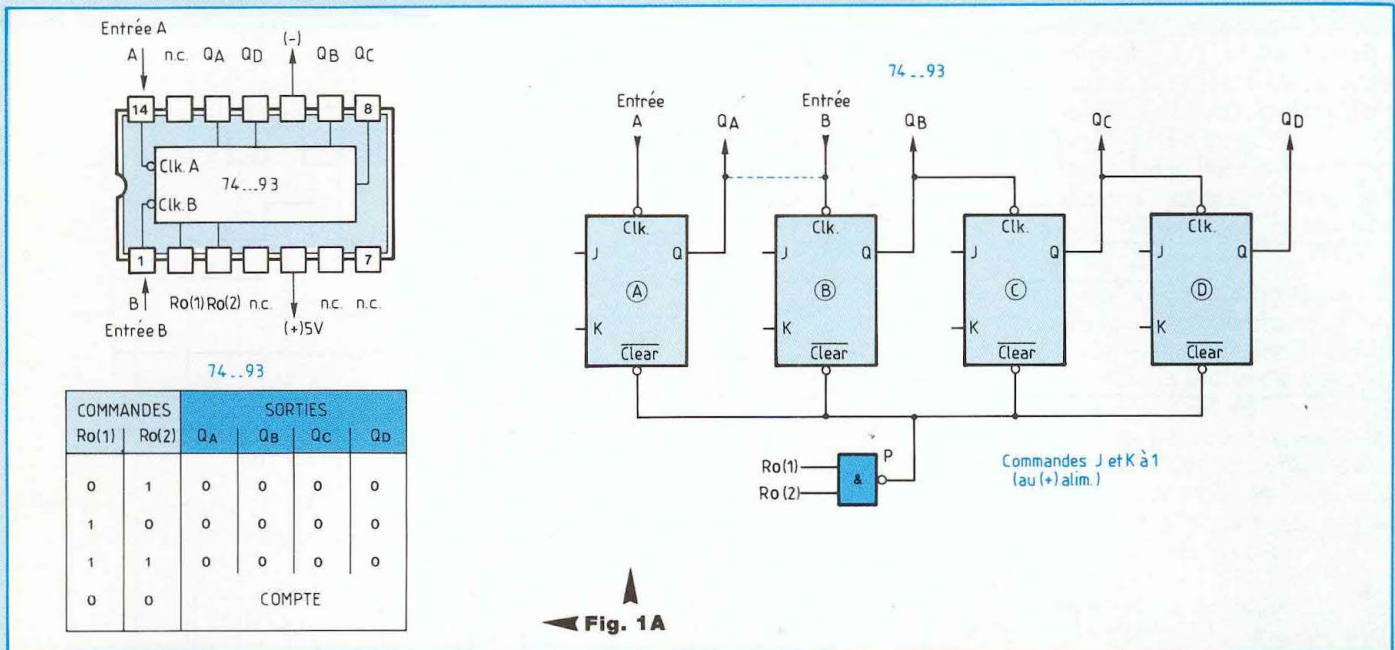 Entrée A
A n.c. QA QD (-) QB QC
14 8
Clk. A
74...93
Clk. B
1 7
B Ro(1) Ro(2) n.c. n.c. n.c.
Entrée B (+)5V
74...93
COMMANDES SORTIES
Ro(1) Ro(2) QA QB QC QD
0 1 0 0 0 0
1 0 0 0 0 0
1 1 0 0 0 0
0 0 COMPTE
74...93
Entrée A QA Entrée B QB QC QD
Clk. Clk. Clk. Clk.
J Q J Q J Q J Q
A B C D
K K K K
Clear Clear Clear Clear
P
Ro(1)
&
Ro(2)
Commandes J et K à 1
(au (+) alim.)
Fig. 1A